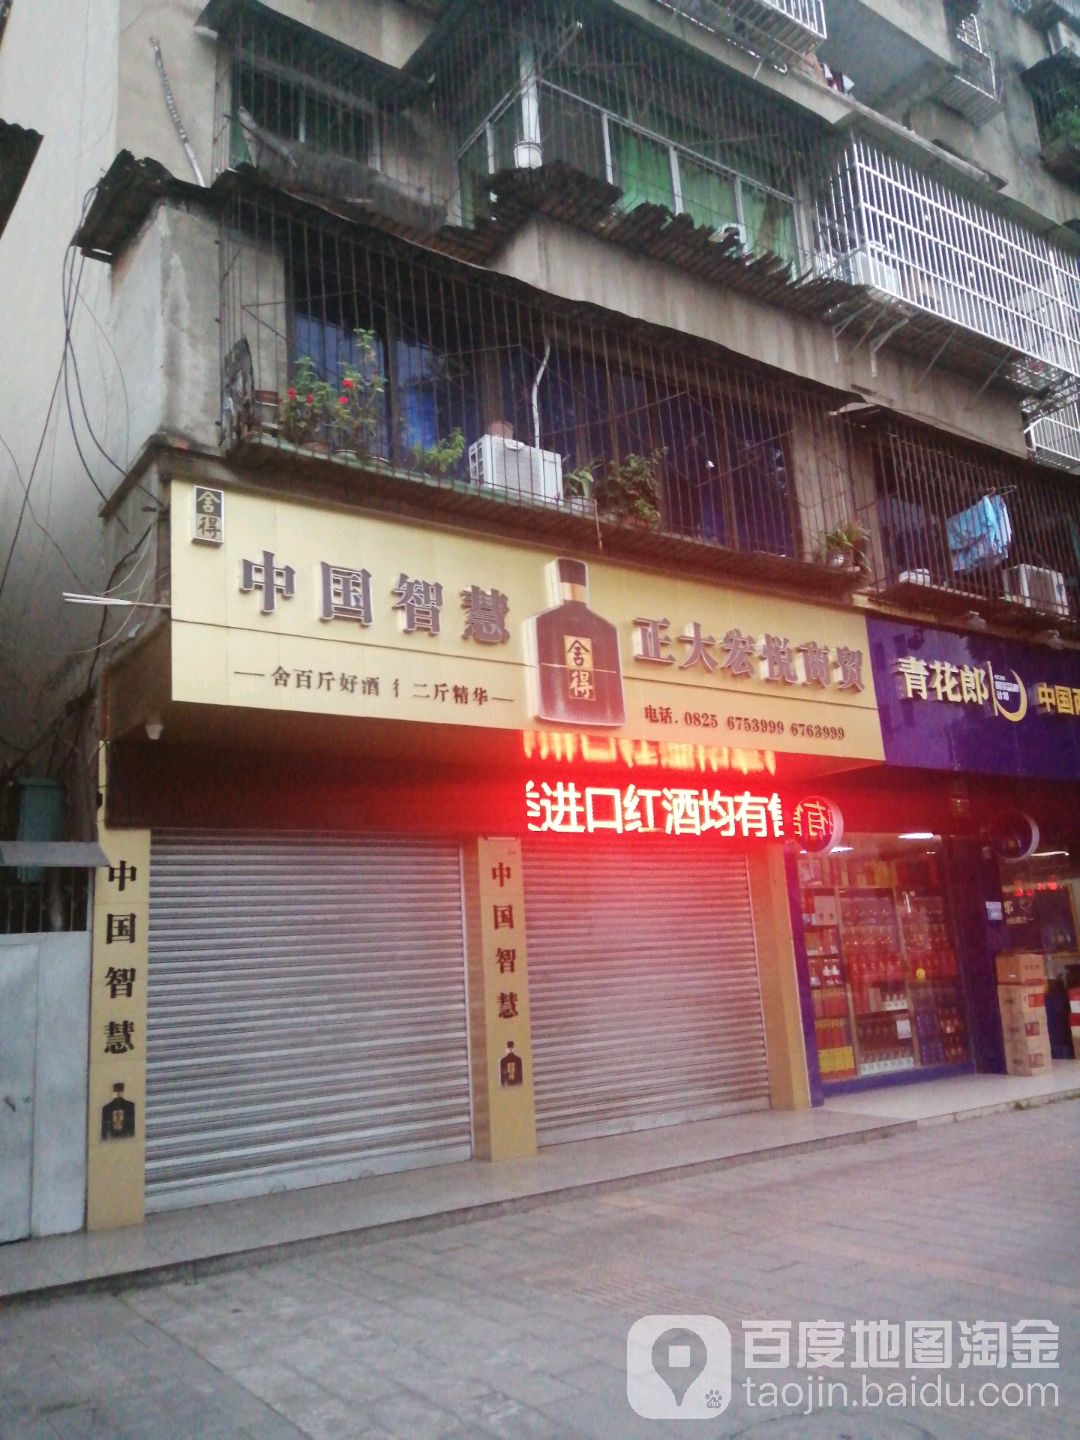 舍得
中国智慧
舍得
正大宏悦商贸
—舍百斤好酒 彳二斤精华—
电话. 0825 6753999 6763999
青花郎
中国
进口红酒均有售
中国智慧
中国智慧
百度地图淘金
taojin.baidu.com